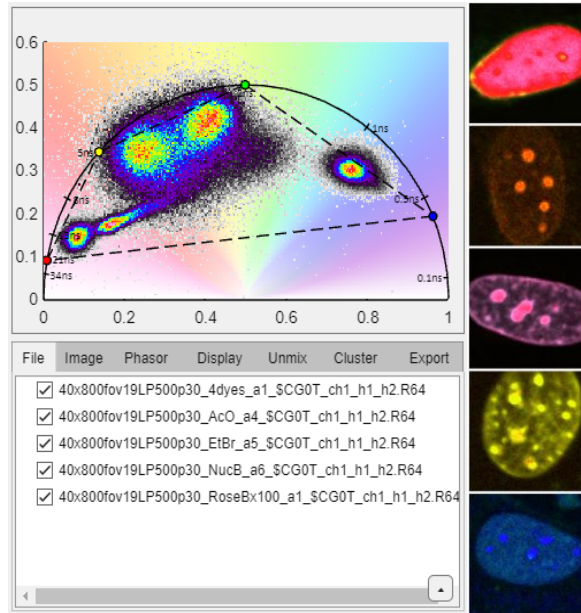 0.6
0.5
0.4
0.3
0.2
0.1
0
5ns
1ns
0.5ns
21ns
34ns
0.1ns
0 0.2 0.4 0.6 0.8 1
File Image Phasor Display Unmix Cluster Export
40x800fov19LP500p30_4dyes_a1_$CG0T_ch1_h1_h2.R64
40x800fov19LP500p30_AcO_a4_$CG0T_ch1_h1_h2.R64
40x800fov19LP500p30_EtBr_a5_$CG0T_ch1_h1_h2.R64
40x800fov19LP500p30_NucB_a6_$CG0T_ch1_h1_h2.R64
40x800fov19LP500p30_RoseBx100_a1_$CG0T_ch1_h1_h2.R64